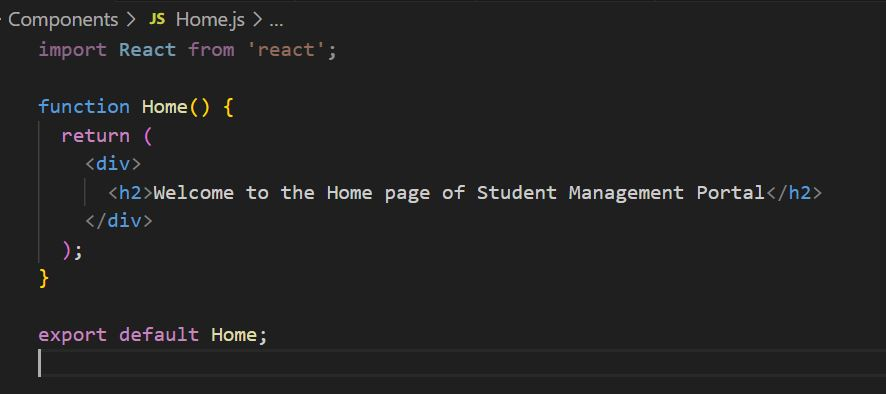 Components > JS Home.js > ...
import React from 'react';
function Home() {
  return (
    <div>
      <h2>Welcome to the Home page of Student Management Portal</h2>
    </div>
  );
}
export default Home;